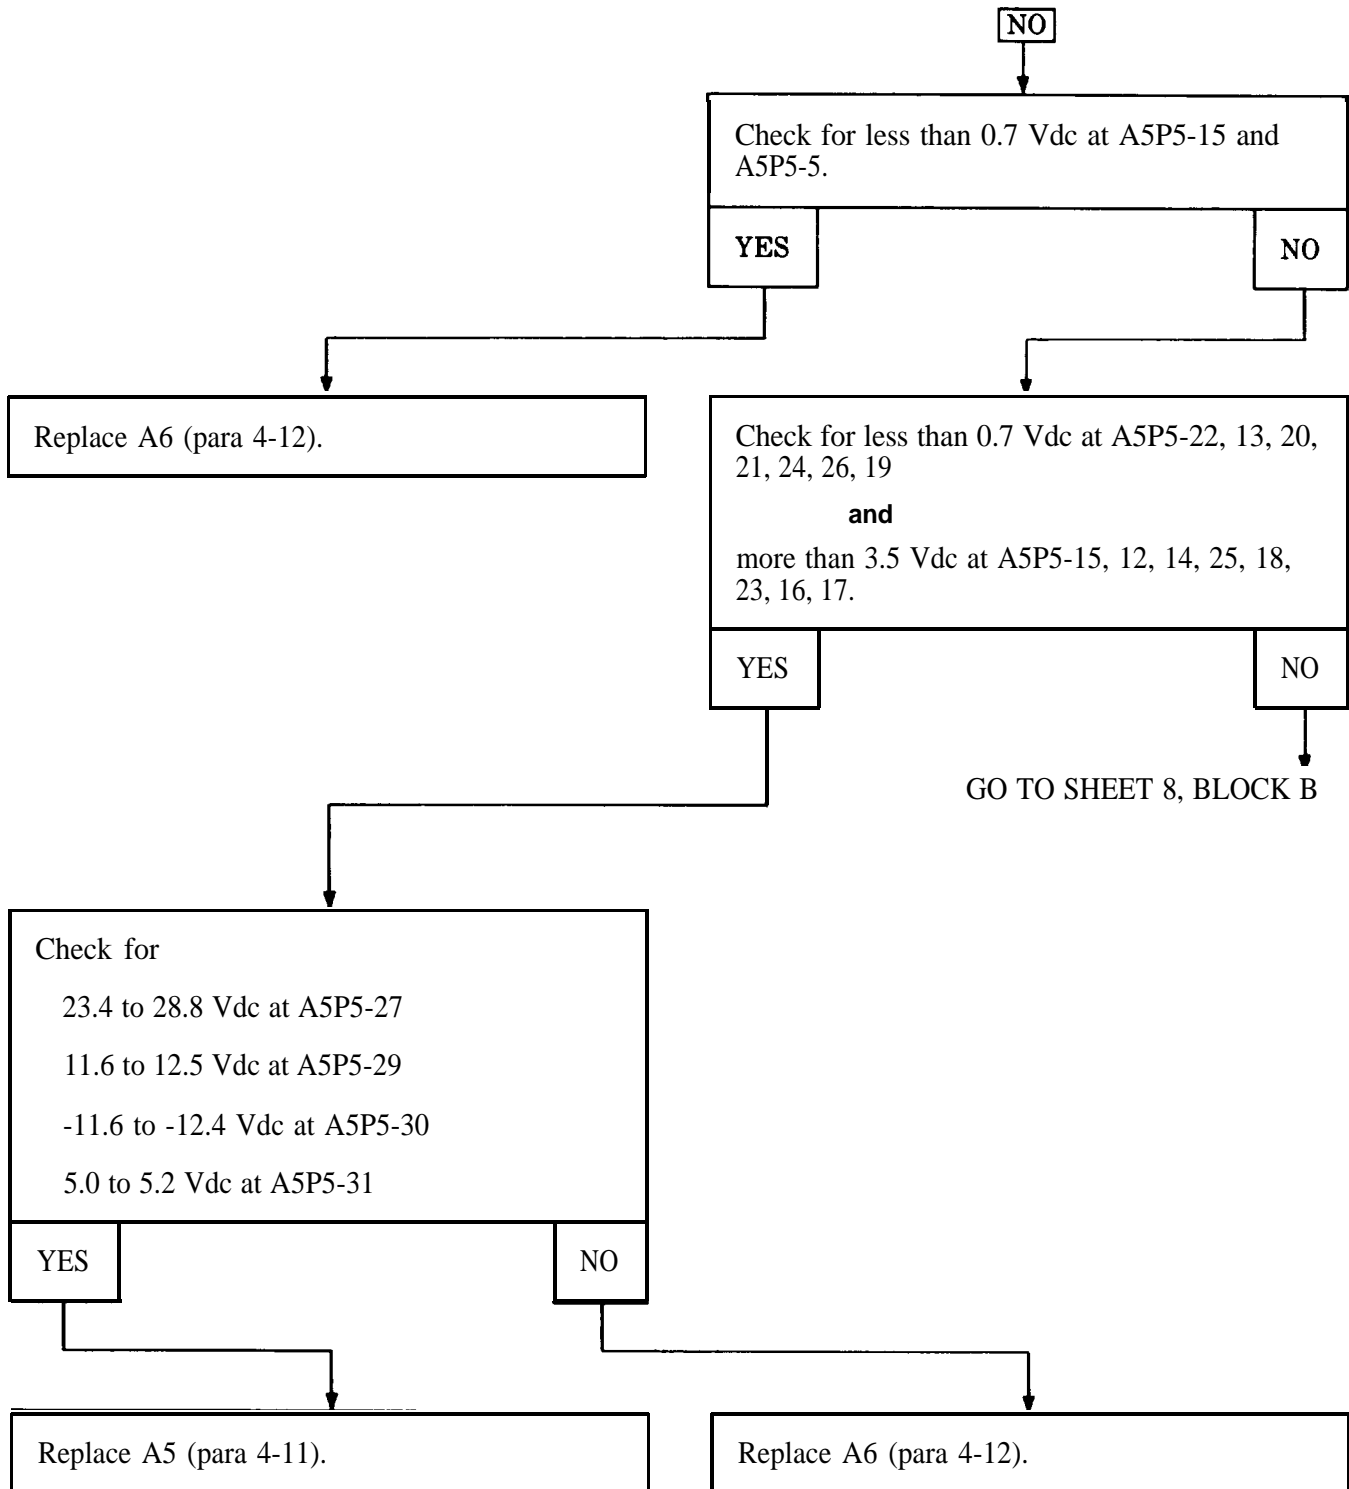 NO
Check for less than 0.7 Vdc at A5P5-15 and
A5P5-5.
YES
NO
Replace A6 (para 4-12).
Check for less than 0.7 Vdc at A5P5-22, 13, 20,
21, 24, 26, 19
and
more than 3.5 Vdc at A5P5-15, 12, 14, 25, 18,
23, 16, 17.
YES
NO
GO TO SHEET 8, BLOCK B
Check for
23.4 to 28.8 Vdc at A5P5-27
11.6 to 12.5 Vdc at A5P5-29
-11.6 to -12.4 Vdc at A5P5-30
5.0 to 5.2 Vdc at A5P5-31
YES
NO
Replace A5 (para 4-11).
Replace A6 (para 4-12).